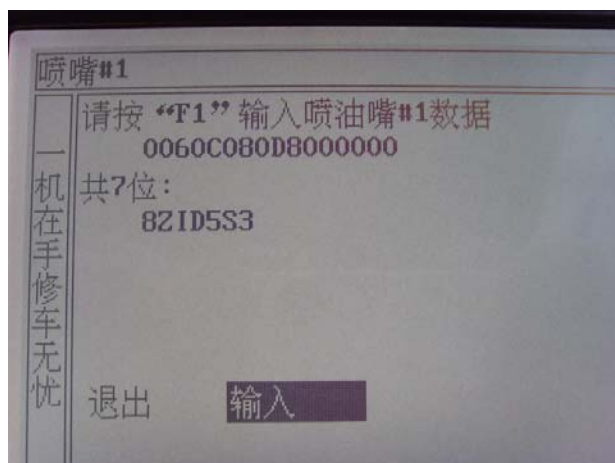 喷嘴#1
请按“F1”输入喷油嘴#1数据
0060C080D8000000
共7位:
8ZID5S3
退出 输入
一机在手修车无忧